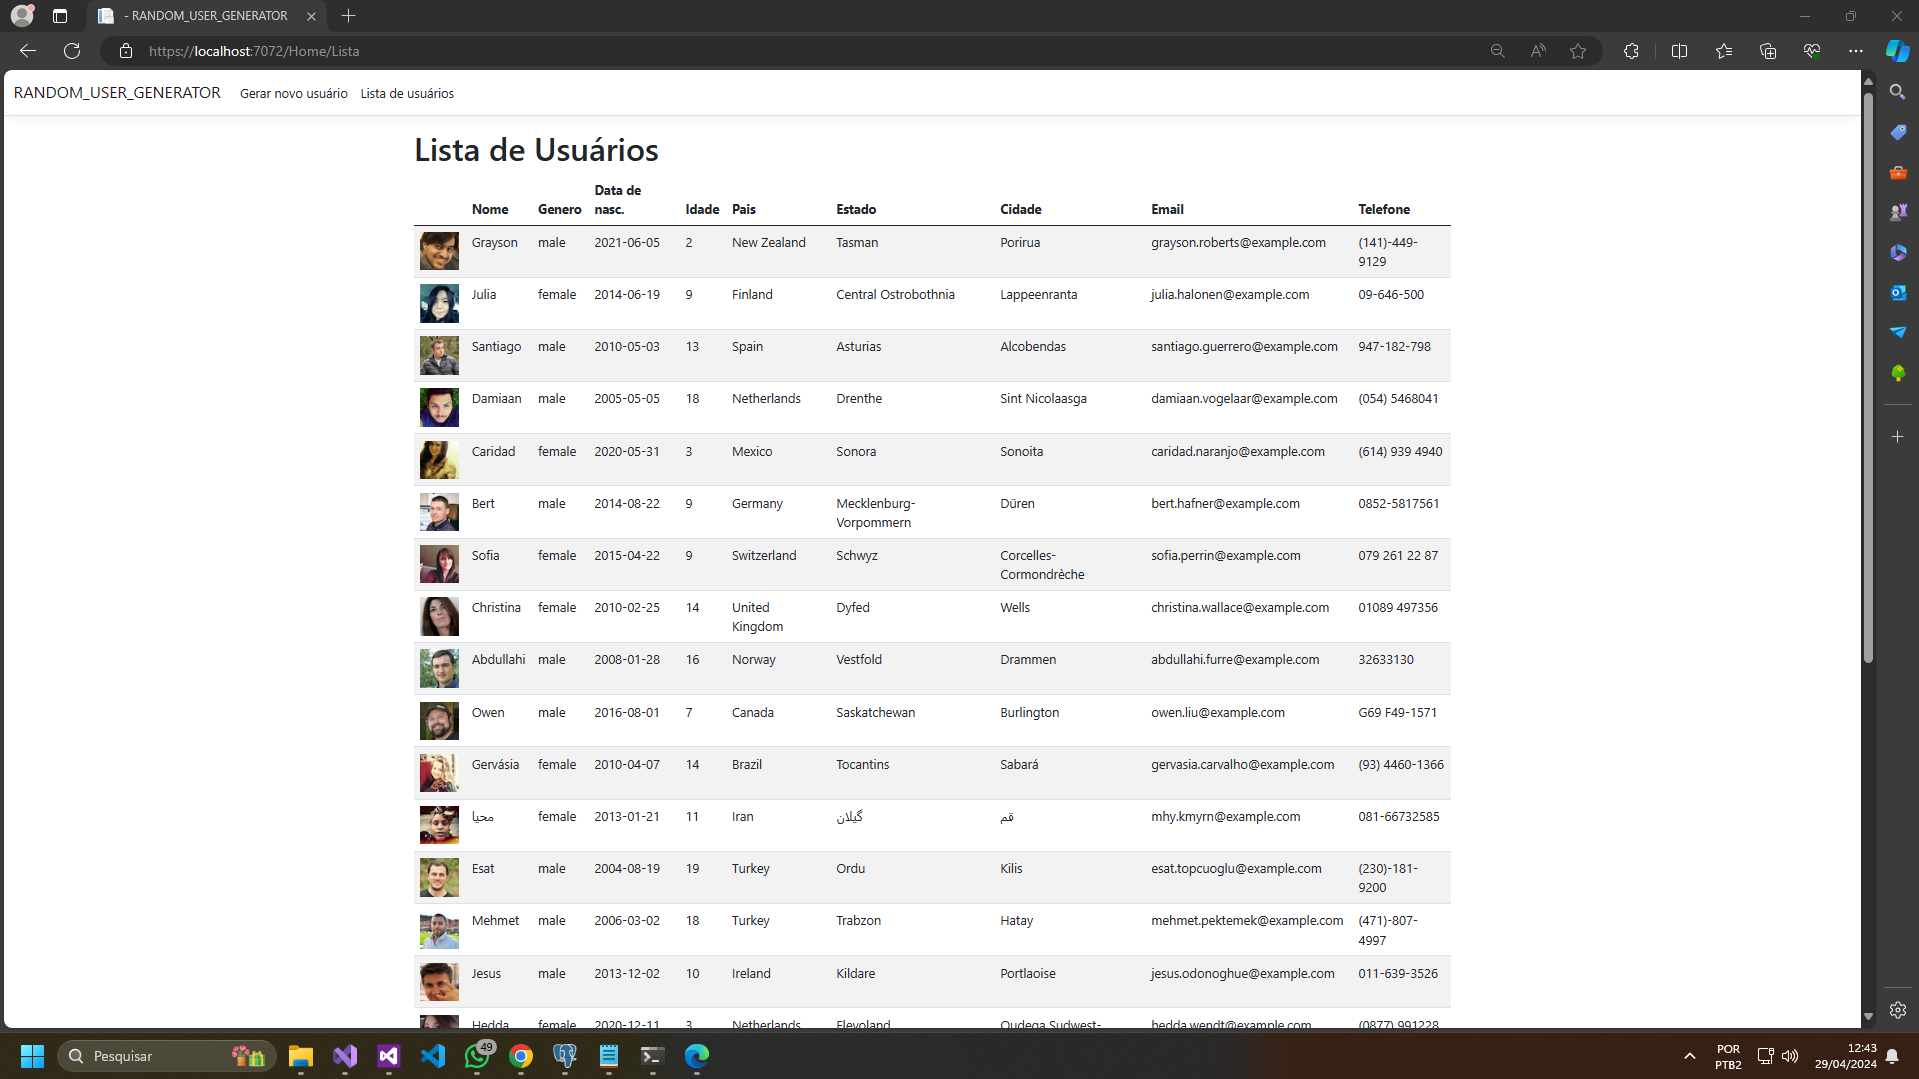 - RANDOM_USER_GENERATOR
https://localhost:7072/Home/Lista
RANDOM_USER_GENERATOR Gerar novo usuário Lista de usuários
Lista de Usuários
Nome Genero Data de nasc. Idade Pais Estado Cidade Email Telefone
Grayson male 2021-06-05 2 New Zealand Tasman Porirua grayson.roberts@example.com (141)-449-9129
Julia female 2014-06-19 9 Finland Central Ostrobothnia Lappeenranta julia.halonen@example.com 09-646-500
Santiago male 2010-05-03 13 Spain Asturias Alcobendas santiago.guerrero@example.com 947-182-798
Damiaan male 2005-05-05 18 Netherlands Drenthe Sint Nicolaasga damiaan.vogelaar@example.com (054) 5468041
Caridad female 2020-05-31 3 Mexico Sonora Sonoita caridad.naranjo@example.com (614) 939 4940
Bert male 2014-08-22 9 Germany Mecklenburg-Vorpommern Düren bert.hafner@example.com 0852-5817561
Sofia female 2015-04-22 9 Switzerland Schwyz Corcelles-Cormondrèche sofia.perrin@example.com 079 261 22 87
Christina female 2010-02-25 14 United Kingdom Dyfed Wells christina.wallace@example.com 01089 497356
Abdullahi male 2008-01-28 16 Norway Vestfold Drammen abdullahi.furre@example.com 32633130
Owen male 2016-08-01 7 Canada Saskatchewan Burlington owen.liu@example.com G69 F49-1571
Gervásia female 2010-04-07 14 Brazil Tocantins Sabará gervasia.carvalho@example.com (93) 4460-1366
محیا female 2013-01-21 11 Iran گیلان قم mhy.kmyrn@example.com 081-66732585
Esat male 2004-08-19 19 Turkey Ordu Kilis esat.topcuoglu@example.com (230)-181-9200
Mehmet male 2006-03-02 18 Turkey Trabzon Hatay mehmet.pektemek@example.com (471)-807-4997
Jesus male 2013-12-02 10 Ireland Kildare Portlaoise jesus.odonoghue@example.com 011-639-3526
Hedda female 2020-12-11 3 Netherlands Flevoland Oudega Sudwest- hedda.wendt@example.com (0877) 991228
Pesquisar
49
POR
PTB2
12:43
29/04/2024